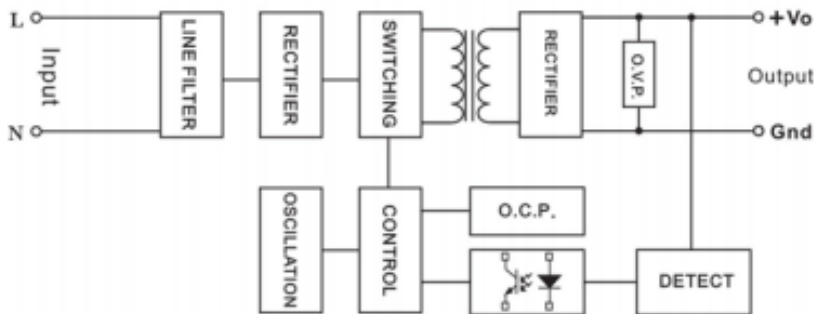 L
N
Input
LINE FILTER
RECTIFIER
SWITCHING
RECTIFIER
O.V.P.
+Vo
Output
Gnd
OSCILLATION
CONTROL
O.C.P.
DETECT